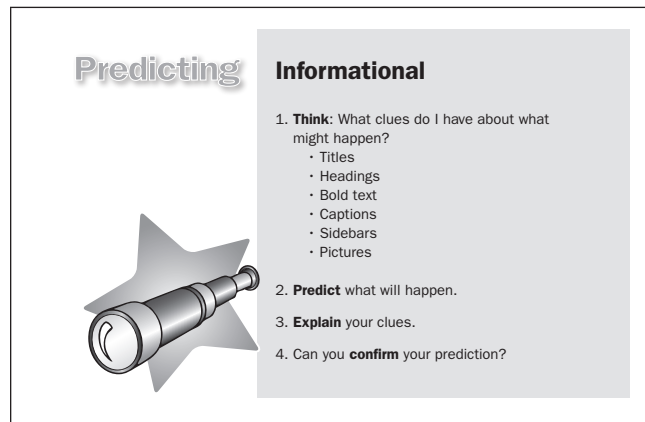 Predicting
Informational
1. Think: What clues do I have about what
might happen?
• Titles
• Headings
• Bold text
• Captions
• Sidebars
• Pictures
2. Predict what will happen.
3. Explain your clues.
4. Can you confirm your prediction?